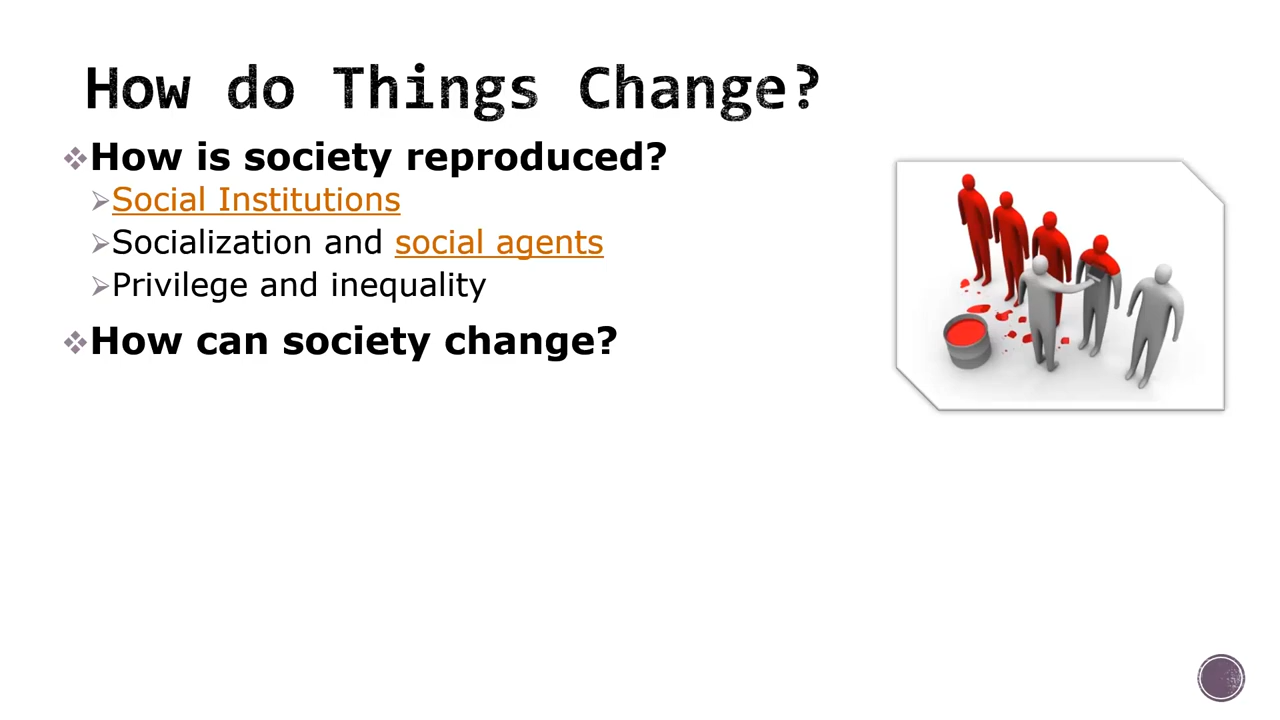 How do Things Change?
❖How is society reproduced?
➢Social Institutions
➢Socialization and social agents
➢Privilege and inequality
❖How can society change?